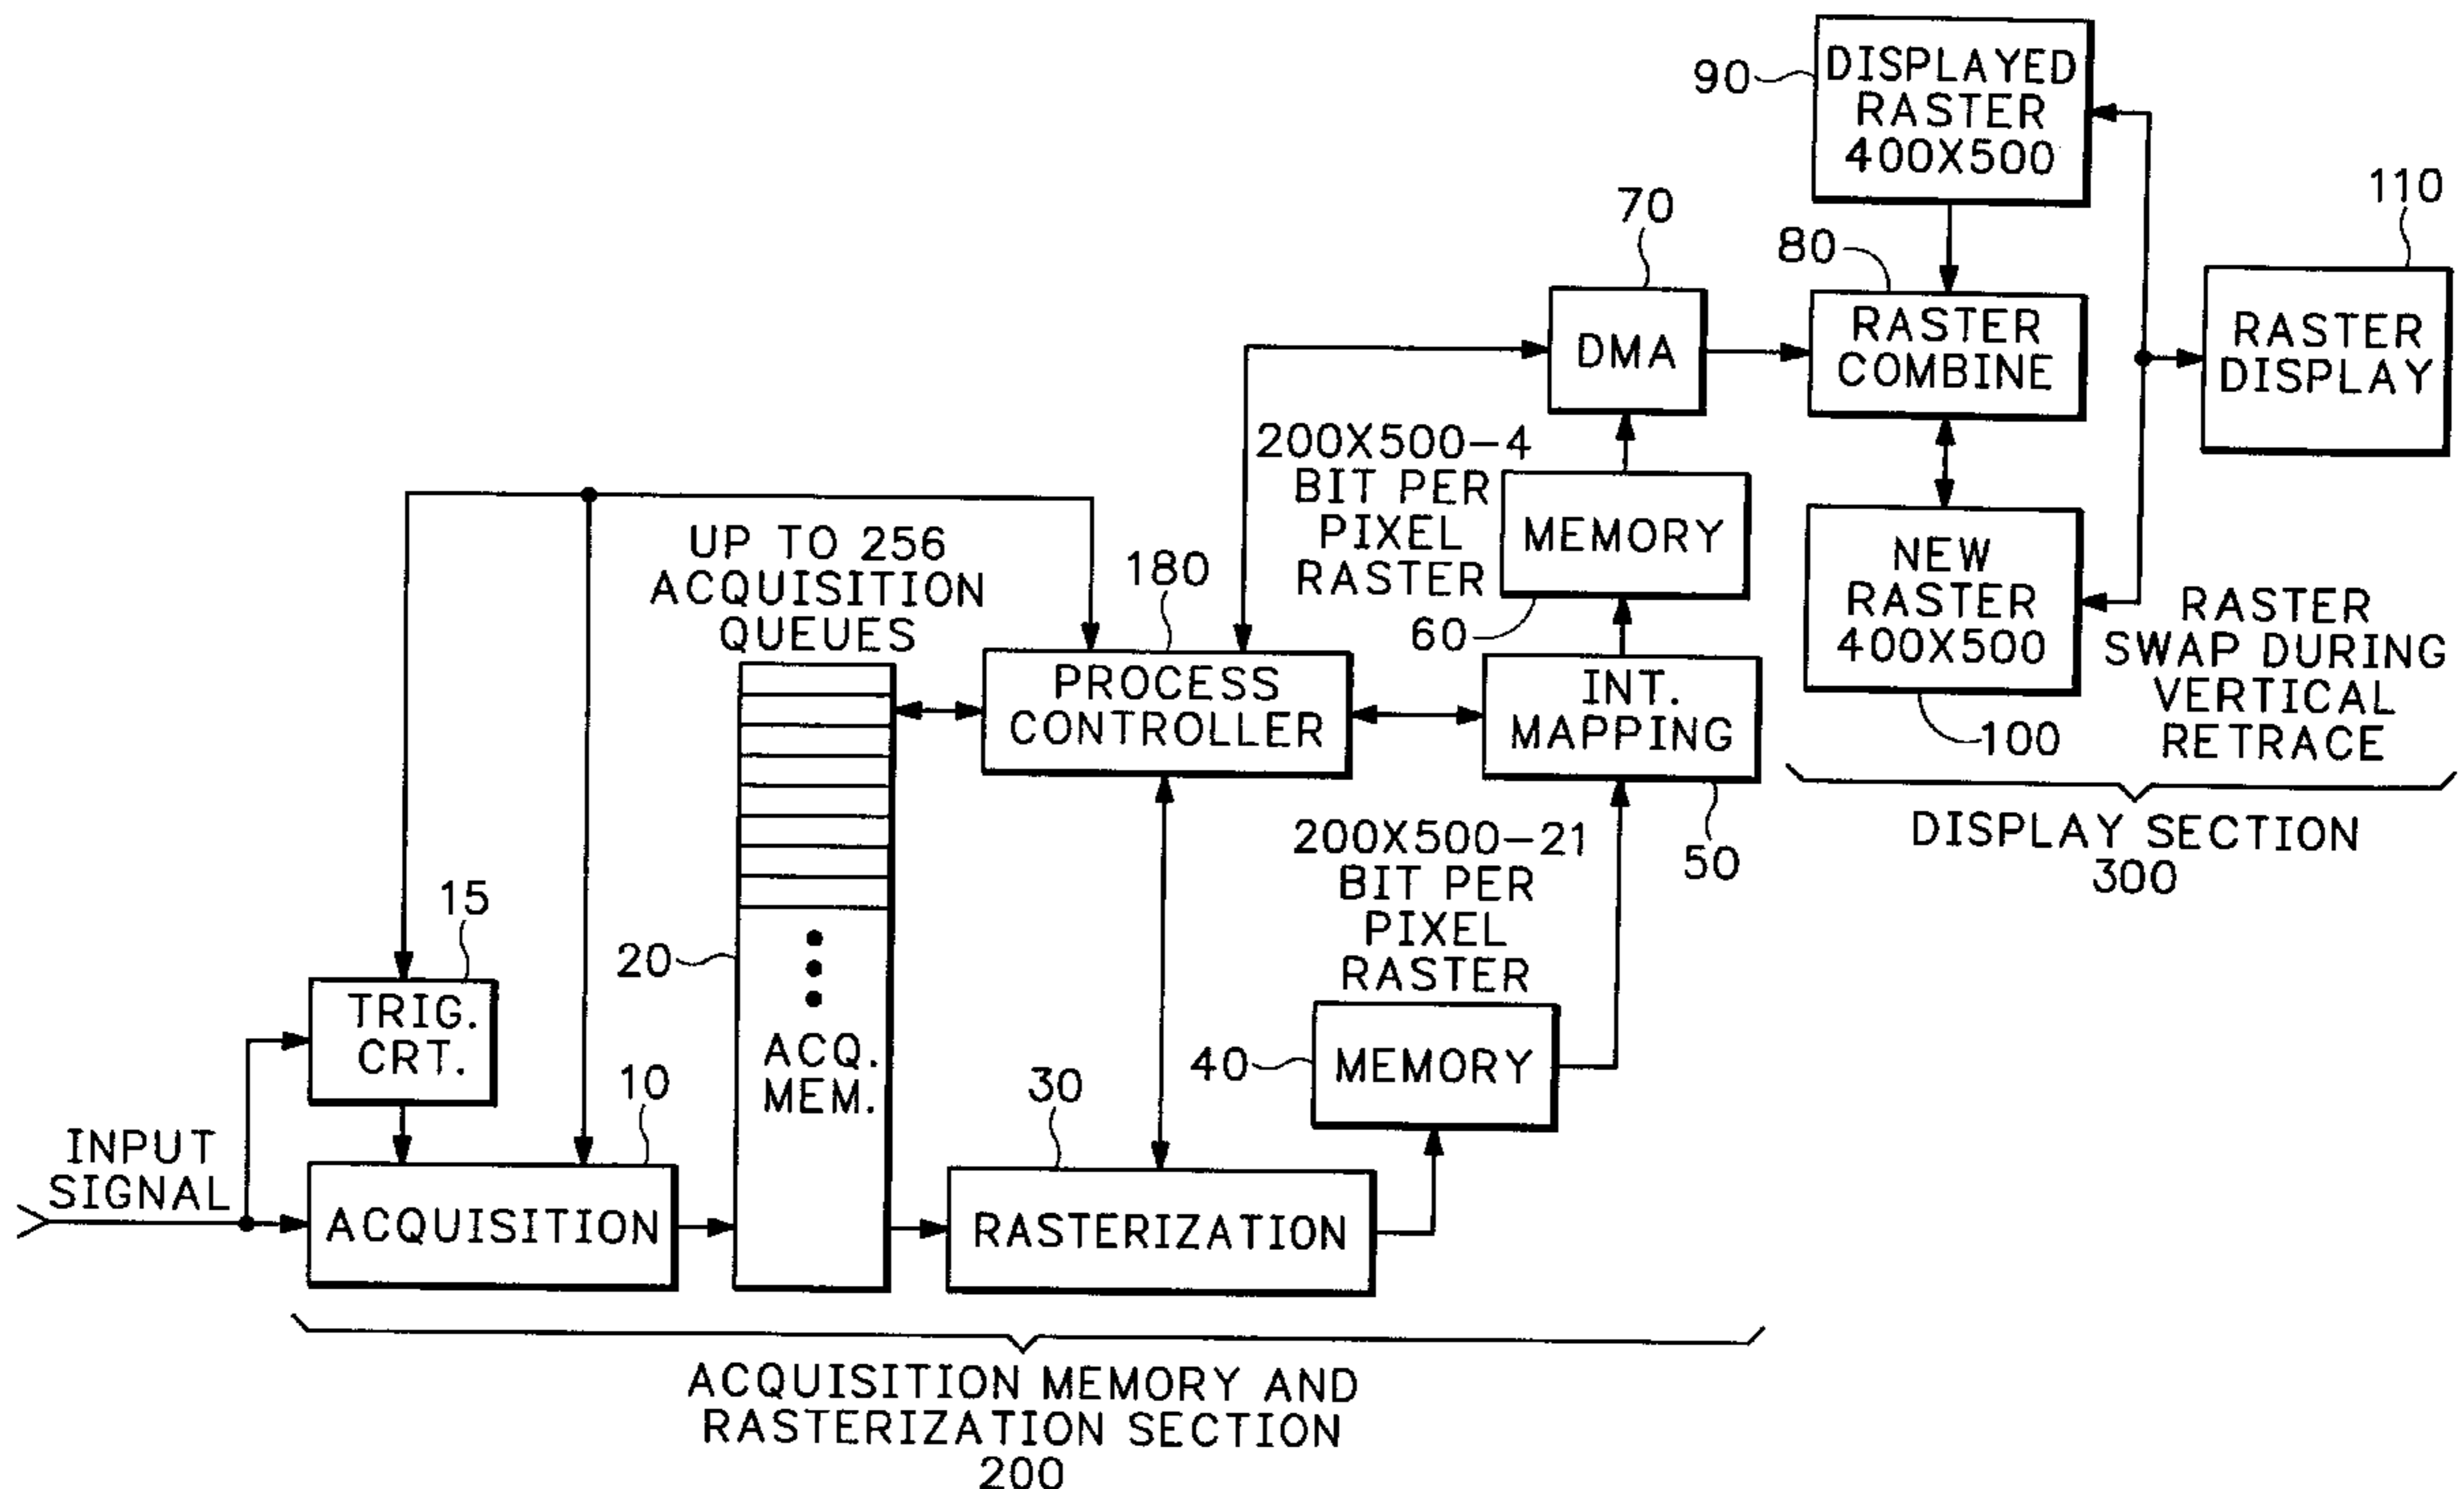 90
DISPLAYED
RASTER
400X500
110
70
80
DMA
RASTER
COMBINE
RASTER
DISPLAY
200X500-4
BIT PER
PIXEL
RASTER
MEMORY
60
NEW
RASTER
400X500
100
RASTER
SWAP DURING
VERTICAL
RETRACE
UP TO 256
ACQUISITION
QUEUES
180
PROCESS
CONTROLLER
INT.
MAPPING
50
DISPLAY SECTION
300
200X500-21
BIT PER
PIXEL
RASTER
15
20
TRIG.
CRT.
ACQ.
MEM.
40
MEMORY
10
30
INPUT
SIGNAL
ACQUISITION
RASTERIZATION
ACQUISITION MEMORY AND
RASTERIZATION SECTION
200